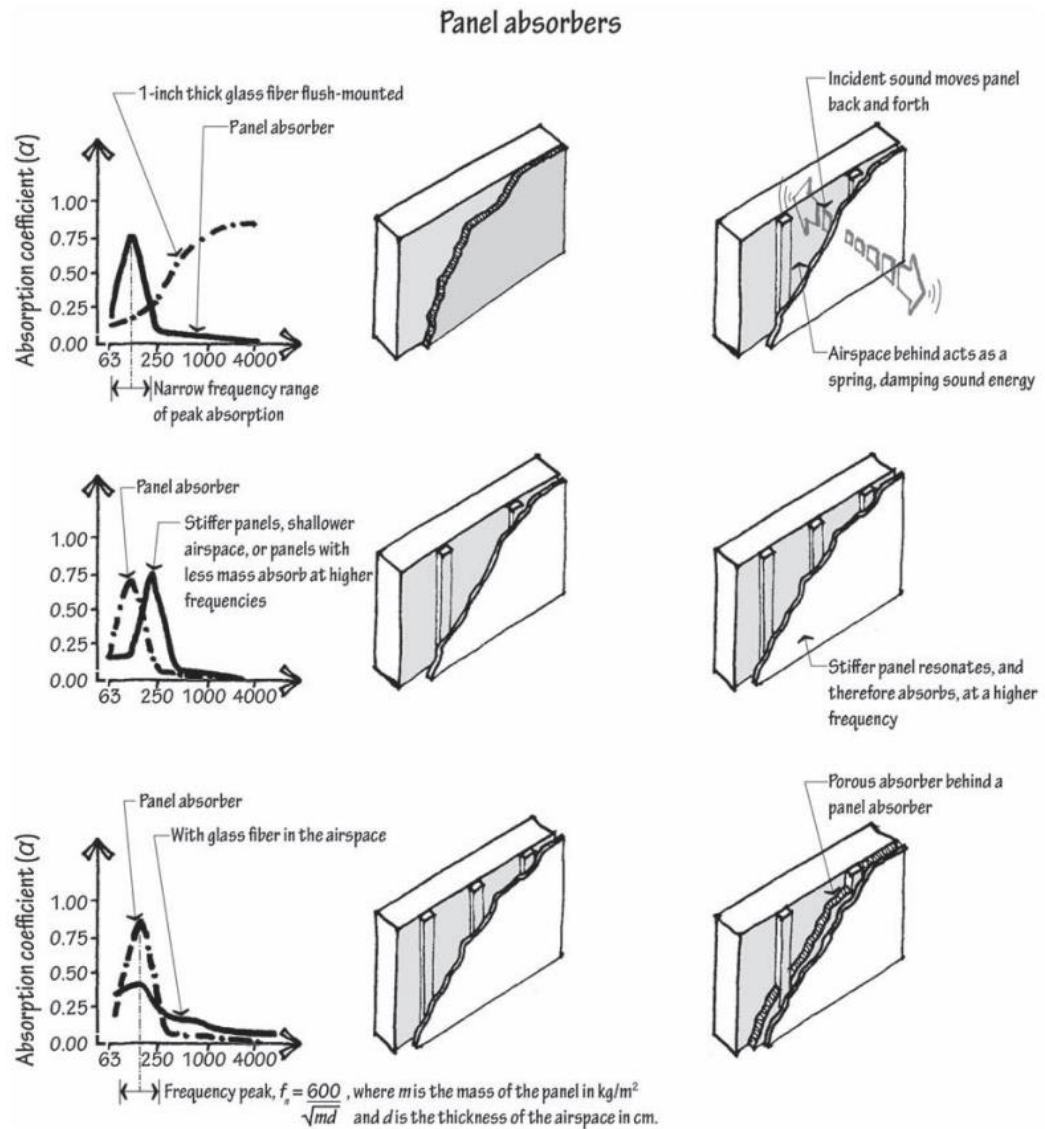 Panel absorbers
1-inch thick glass fiber flush-mounted
Panel absorber
Absorption coefficient (α)
1.00
0.75
0.50
0.25
0.00
63 250 1000 4000
Narrow frequency range
of peak absorption
Incident sound moves panel
back and forth
Airspace behind acts as a
spring, damping sound energy
Panel absorber
Stiffer panels, shallower
airspace, or panels with
less mass absorb at higher
frequencies
1.00
0.75
0.50
0.25
0.00
63 250 1000 4000
Stiffer panel resonates, and
therefore absorbs, at a higher
frequency
Panel absorber
With glass fiber in the airspace
Absorption coefficient (α)
1.00
0.75
0.50
0.25
0.00
63 250 1000 4000
Porous absorber behind a
panel absorber
Frequency peak, fₙ = 600/√md , where m is the mass of the panel in kg/m²
and d is the thickness of the airspace in cm.